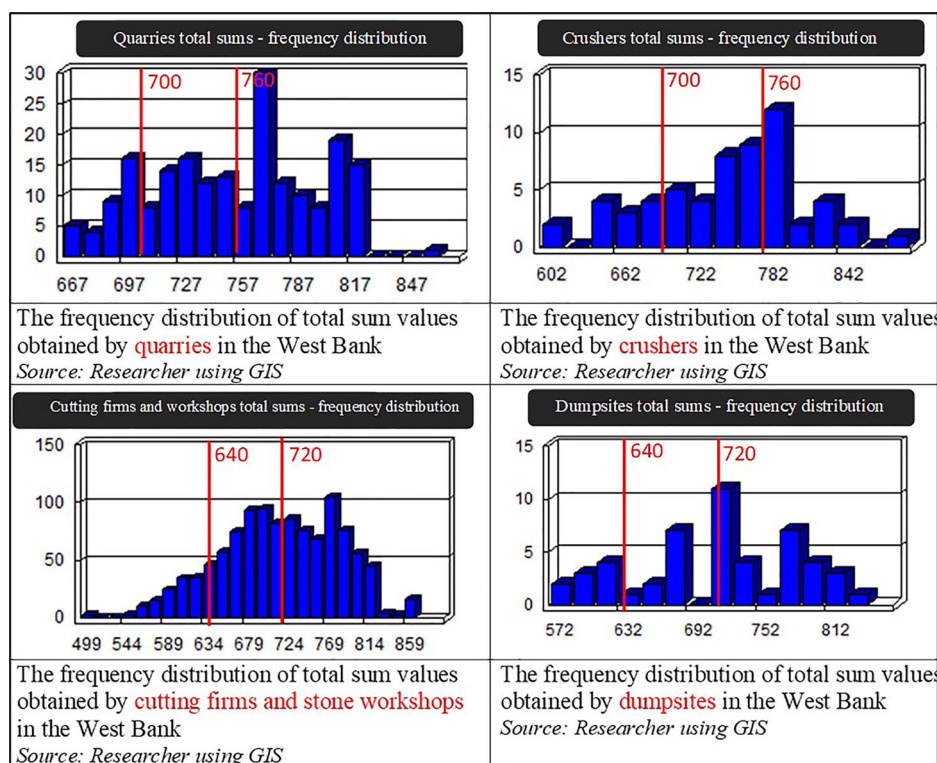 Quarries total sums - frequency distribution
30
25
20
15
10
5
0
700
760
667 697 727 757 787 817 847
The frequency distribution of total sum values
obtained by quarries in the West Bank
Source: Researcher using GIS
Crushers total sums - frequency distribution
15
10
5
0
700
760
602 662 722 782 842
The frequency distribution of total sum values
obtained by crushers in the West Bank
Source: Researcher using GIS
Cutting firms and workshops total sums - frequency distribution
150
100
50
0
640
720
499 544 589 634 679 724 769 814 859
The frequency distribution of total sum values
obtained by cutting firms and stone workshops
in the West Bank
Source: Researcher using GIS
Dumpsites total sums - frequency distribution
15
10
5
0
640
720
572 632 692 752 812
The frequency distribution of total sum values
obtained by dumpsites in the West Bank
Source: Researcher using GIS